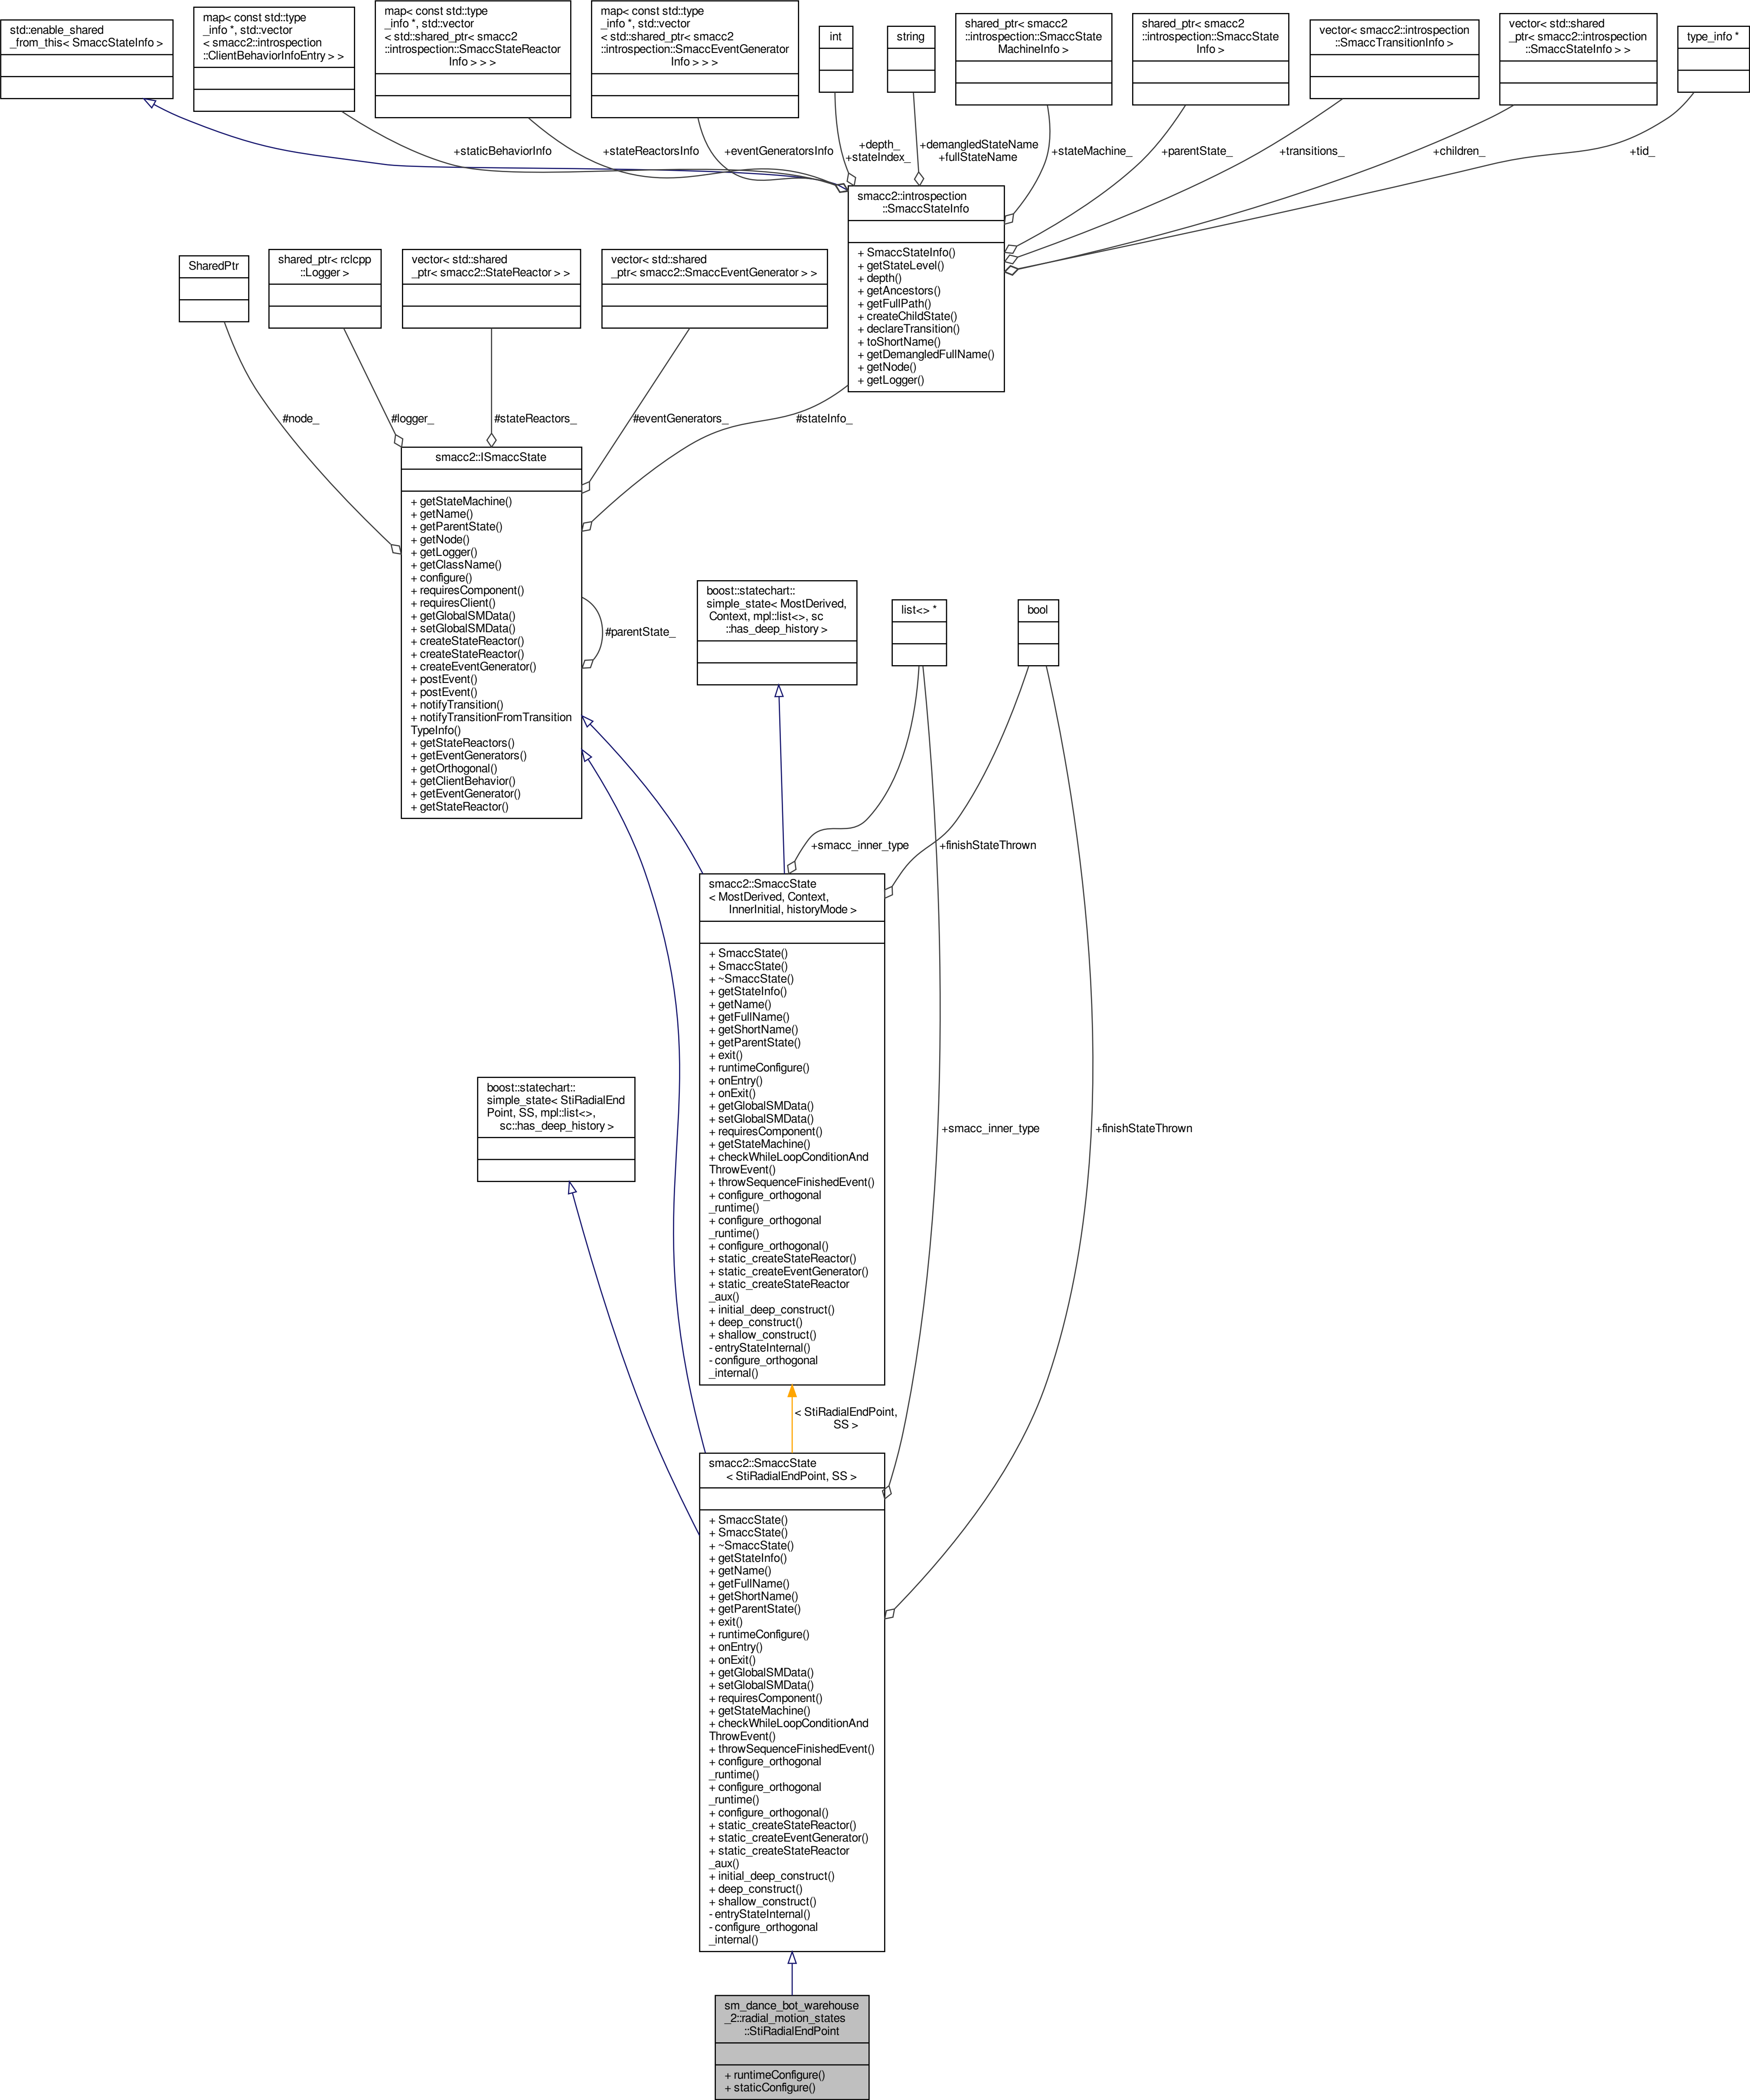 std::enable_shared
_from_this< SmaccStateInfo >
map< const std::type
_info *, std::vector
< smacc2::introspection
::ClientBehaviorInfoEntry > >
map< const std::type
_info *, std::vector
< std::shared_ptr< smacc2
::introspection::SmaccStateReactor
Info > > >
map< const std::type
_info *, std::vector
< std::shared_ptr< smacc2
::introspection::SmaccEventGenerator
Info > > >
int
string
shared_ptr< smacc2
::introspection::SmaccState
MachineInfo >
shared_ptr< smacc2
::introspection::SmaccState
Info >
vector< smacc2::introspection
::SmaccTransitionInfo >
vector< std::shared
_ptr< smacc2::introspection
::SmaccStateInfo > >
type_info *
+staticBehaviorInfo
+stateReactorsInfo
+eventGeneratorsInfo
+depth_
+stateIndex_
+demangledStateName
+fullStateName
+stateMachine_
+parentState_
+transitions_
+children_
+tid_
smacc2::introspection
::SmaccStateInfo
+ SmaccStateInfo()
+ getStateLevel()
+ depth()
+ getAncestors()
+ getFullPath()
+ createChildState()
+ declareTransition()
+ toShortName()
+ getDemangledFullName()
+ getNode()
+ getLogger()
SharedPtr
shared_ptr< rclcpp
::Logger >
vector< std::shared
_ptr< smacc2::StateReactor > >
vector< std::shared
_ptr< smacc2::SmaccEventGenerator > >
#node_
#logger_
#stateReactors_
#eventGenerators_
#stateInfo_
smacc2::ISmaccState
+ getStateMachine()
+ getName()
+ getParentState()
+ getNode()
+ getLogger()
+ getClassName()
+ configure()
+ requiresComponent()
+ requiresClient()
+ getGlobalSMData()
+ setGlobalSMData()
+ createStateReactor()
+ createStateReactor()
+ createEventGenerator()
+ postEvent()
+ postEvent()
+ notifyTransition()
+ notifyTransitionFromTransition
TypeInfo()
+ getStateReactors()
+ getEventGenerators()
+ getOrthogonal()
+ getClientBehavior()
+ getEventGenerator()
+ getStateReactor()
#parentState_
boost::statechart::
simple_state< MostDerived,
Context, mpl::list<>, sc
::has_deep_history >
list<> *
bool
+smacc_inner_type
+finishStateThrown
smacc2::SmaccState
< MostDerived, Context,
InnerInitial, historyMode >
+ SmaccState()
+ SmaccState()
+ ~SmaccState()
+ getStateInfo()
+ getName()
+ getFullName()
+ getShortName()
+ getParentState()
+ exit()
+ runtimeConfigure()
+ onEntry()
+ onExit()
+ getGlobalSMData()
+ setGlobalSMData()
+ requiresComponent()
+ getStateMachine()
+ checkWhileLoopConditionAnd
ThrowEvent()
+ throwSequenceFinishedEvent()
+ configure_orthogonal
_runtime()
+ configure_orthogonal
_runtime()
+ configure_orthogonal()
+ static_createStateReactor()
+ static_createEventGenerator()
+ static_createStateReactor
_aux()
+ initial_deep_construct()
+ deep_construct()
+ shallow_construct()
- entryStateInternal()
- configure_orthogonal
_internal()
boost::statechart::
simple_state< StiRadialEnd
Point, SS, mpl::list<>,
sc::has_deep_history >
+smacc_inner_type
+finishStateThrown
< StiRadialEndPoint,
SS >
smacc2::SmaccState
< StiRadialEndPoint, SS >
+ SmaccState()
+ SmaccState()
+ ~SmaccState()
+ getStateInfo()
+ getName()
+ getFullName()
+ getShortName()
+ getParentState()
+ exit()
+ runtimeConfigure()
+ onEntry()
+ onExit()
+ getGlobalSMData()
+ setGlobalSMData()
+ requiresComponent()
+ getStateMachine()
+ checkWhileLoopConditionAnd
ThrowEvent()
+ throwSequenceFinishedEvent()
+ configure_orthogonal
_runtime()
+ configure_orthogonal
_runtime()
+ configure_orthogonal()
+ static_createStateReactor()
+ static_createEventGenerator()
+ static_createStateReactor
_aux()
+ initial_deep_construct()
+ deep_construct()
+ shallow_construct()
- entryStateInternal()
- configure_orthogonal
_internal()
sm_dance_bot_warehouse
_2::radial_motion_states
::StiRadialEndPoint
+ runtimeConfigure()
+ staticConfigure()